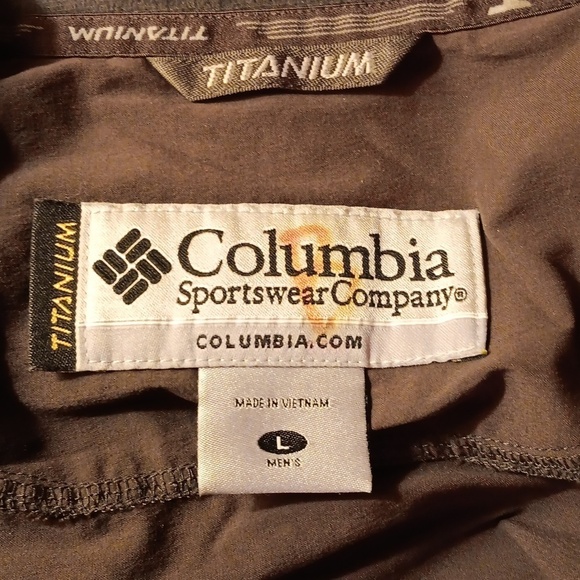 TITANIUM
TITANIUM
TITANIUM
Columbia
Sportswear Company®
COLUMBIA.COM
MADE IN VIETNAM
L
MEN'S